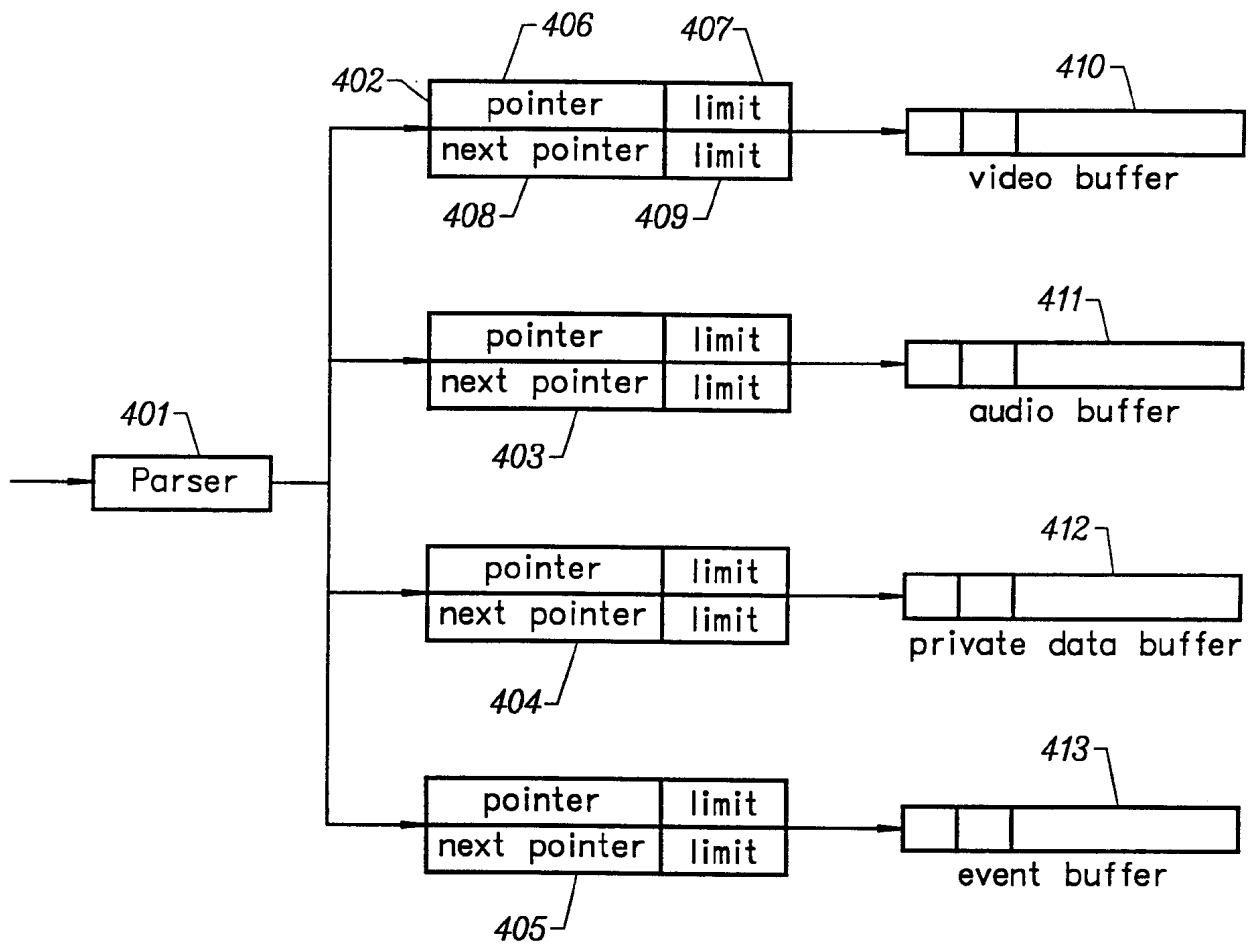 406
407
402
pointer limit
next pointer limit
408
409
410
video buffer
pointer limit
next pointer limit
403
411
audio buffer
401
Parser
pointer limit
next pointer limit
404
412
private data buffer
pointer limit
next pointer limit
405
413
event buffer